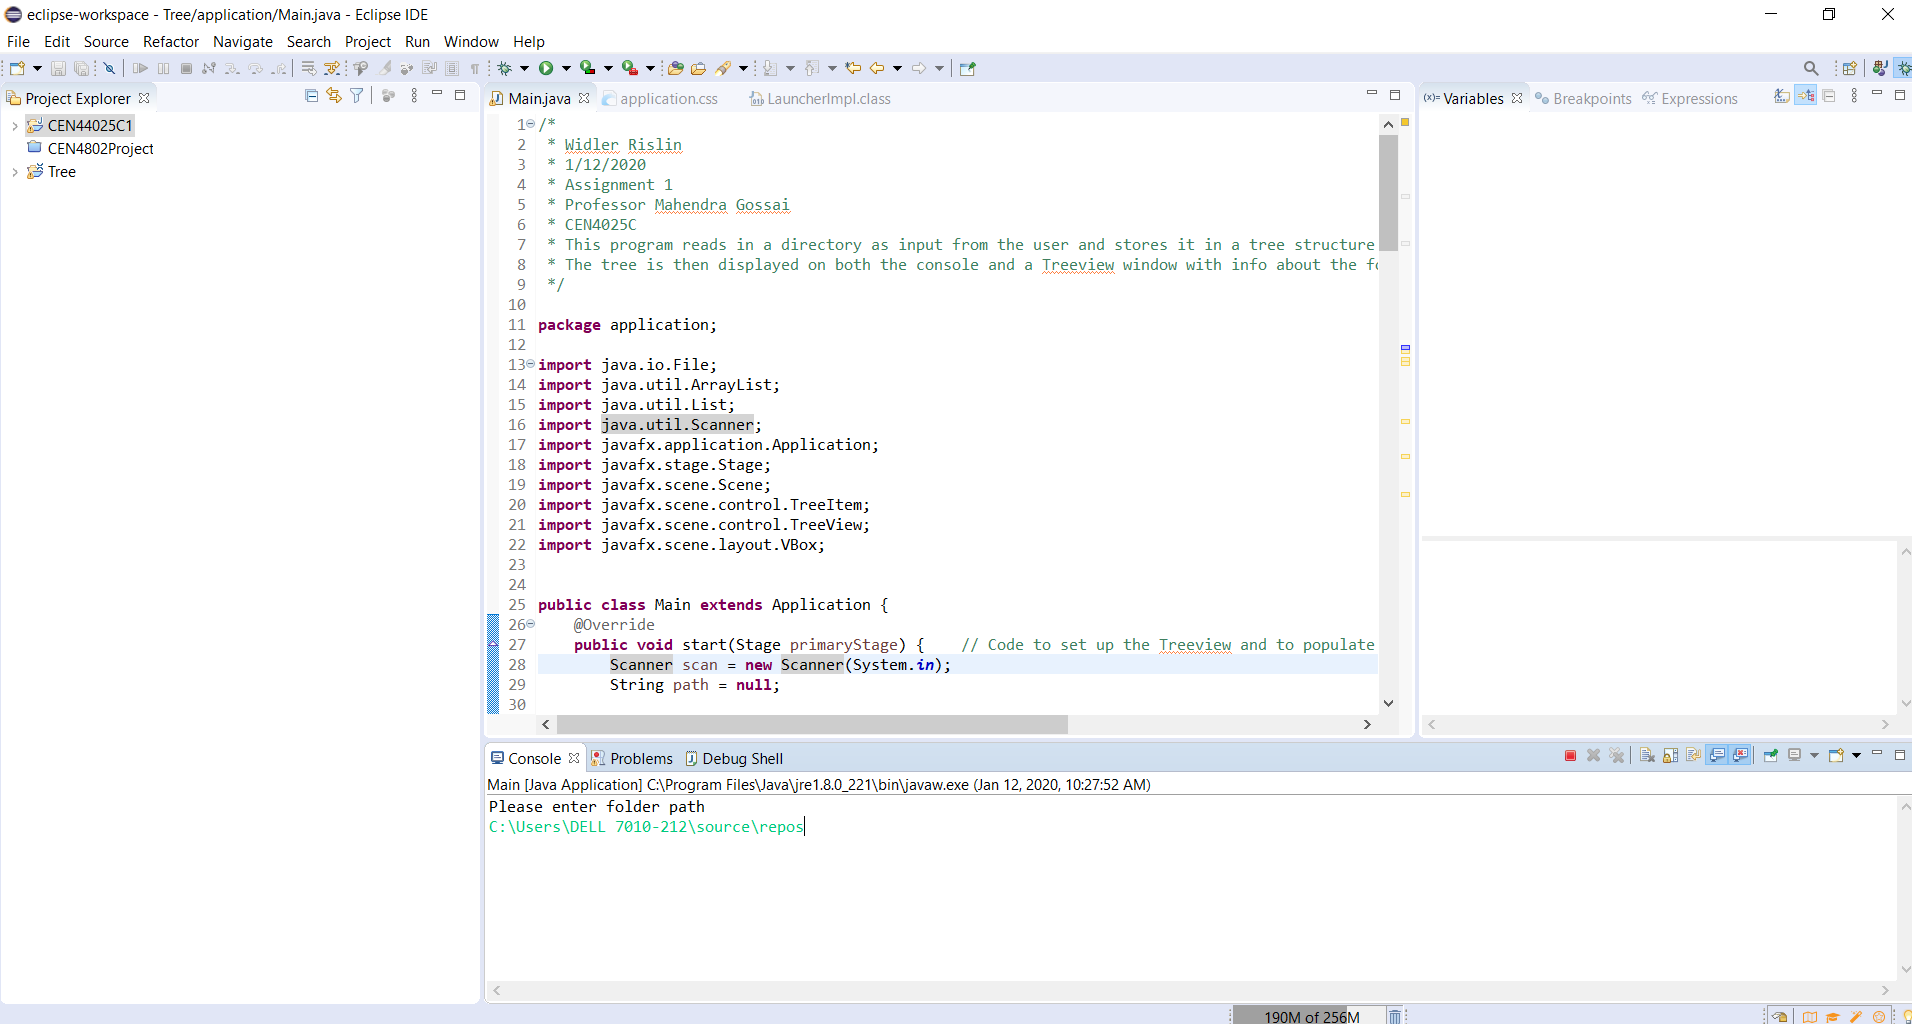 eclipse-workspace - Tree/application/Main.java - Eclipse IDE
File Edit Source Refactor Navigate Search Project Run Window Help
Project Explorer
CEN44025C1
CEN4802Project
Tree
Main.java application.css LauncherImpl.class
1 /*
2 * Widler Rislin
3 * 1/12/2020
4 * Assignment 1
5 * Professor Mahendra Gossai
6 * CEN4025C
7 * This program reads in a directory as input from the user and stores it in a tree structure
8 * The tree is then displayed on both the console and a Treeview window with info about the
9 */
10
11 package application;
12
13 import java.io.File;
14 import java.util.ArrayList;
15 import java.util.List;
16 import java.util.Scanner;
17 import javafx.application.Application;
18 import javafx.stage.Stage;
19 import javafx.scene.Scene;
20 import javafx.scene.control.TreeItem;
21 import javafx.scene.control.TreeView;
22 import javafx.scene.layout.VBox;
23
24
25 public class Main extends Application {
26 @Override
27 public void start(Stage primaryStage) { // Code to set up the Treeview and to populate
28 Scanner scan = new Scanner(System.in);
29 String path = null;
30
(x)= Variables Breakpoints Expressions
Console Problems Debug Shell
Main [Java Application] C:\Program Files\Java\jre1.8.0_221\bin\javaw.exe (Jan 12, 2020, 10:27:52 AM)
Please enter folder path
C:\Users\DELL 7010-212\source\repos
190M of 256M